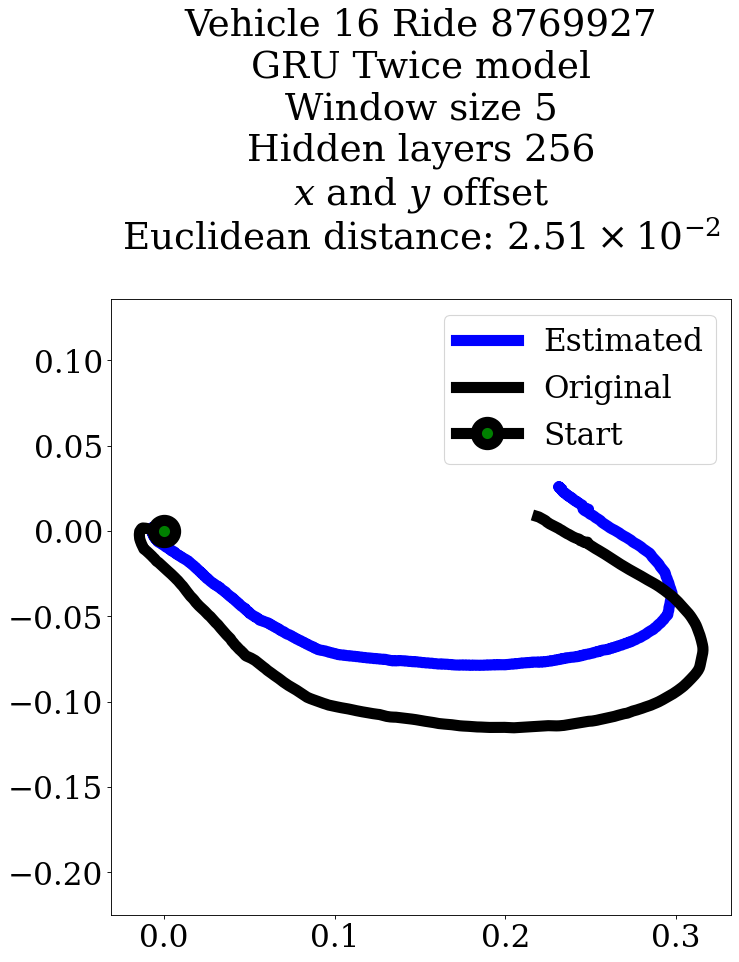 Vehicle 16 Ride 8769927
GRU Twice model
Window size 5
Hidden layers 256
x and y offset
Euclidean distance: 2.51 × 10⁻²
Estimated
Original
Start
0.10
0.05
0.00
−0.05
−0.10
−0.15
−0.20
0.0 0.1 0.2 0.3